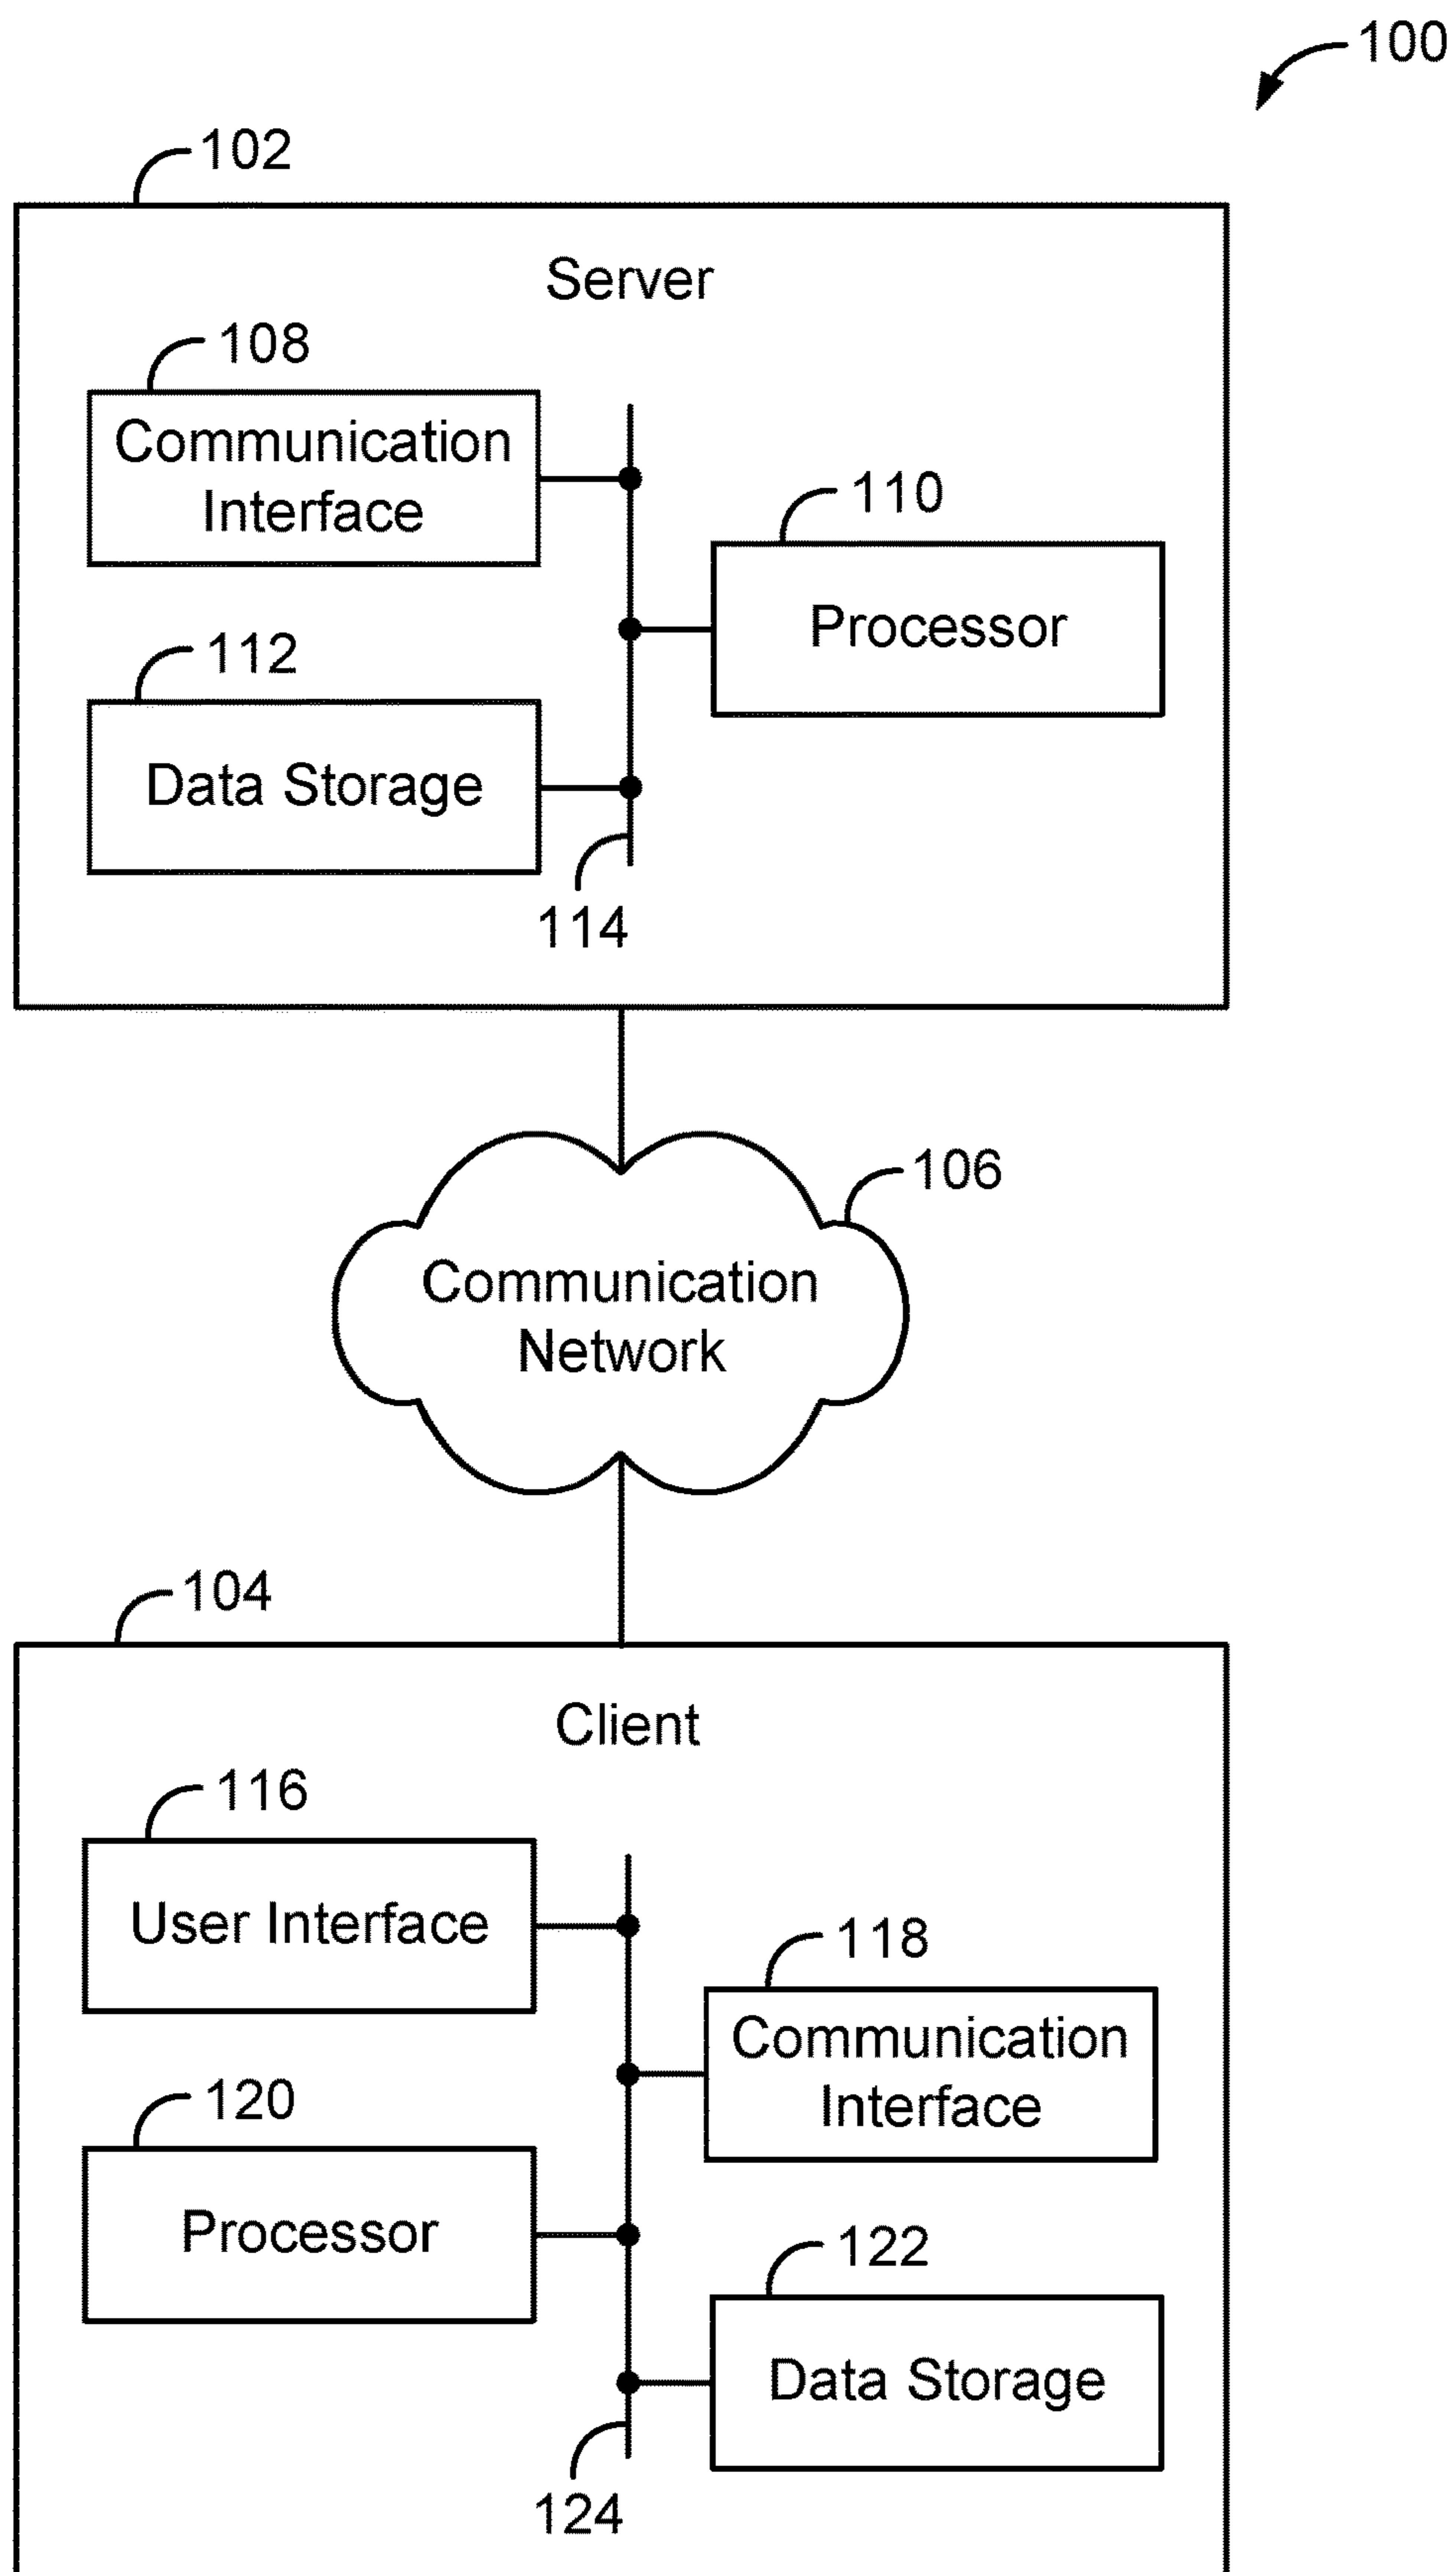 100
102
Server
108
Communication
Interface
110
Processor
112
Data Storage
114
106
Communication
Network
104
Client
116
User Interface
118
Communication
Interface
120
Processor
122
Data Storage
124